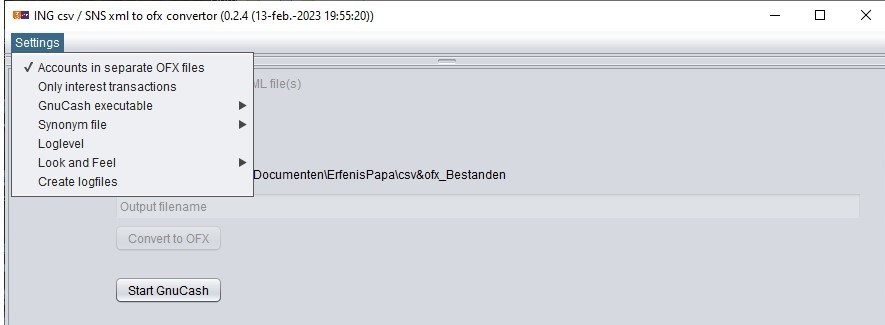 ING csv / SNS xml to ofx convertor (0.2.4 (13-feb.-2023 19:55:20))
Settings
Accounts in separate OFX files
ML file(s)
Only interest transactions
GnuCash executable
Synonym file
Loglevel
Look and Feel
Documenten\ErfenisPapa\csv&ofx_Bestanden
Create logfiles
Output filename
Convert to OFX
Start GnuCash